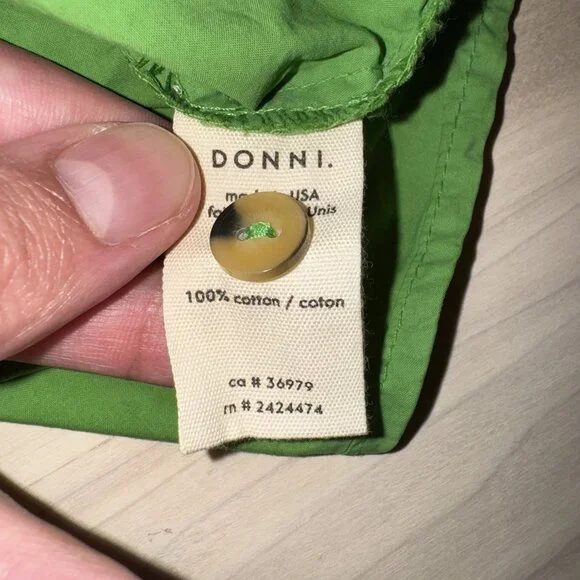 DONNI.
USA
Unis
100% cotton / coton
ca # 36979
rn # 2424474